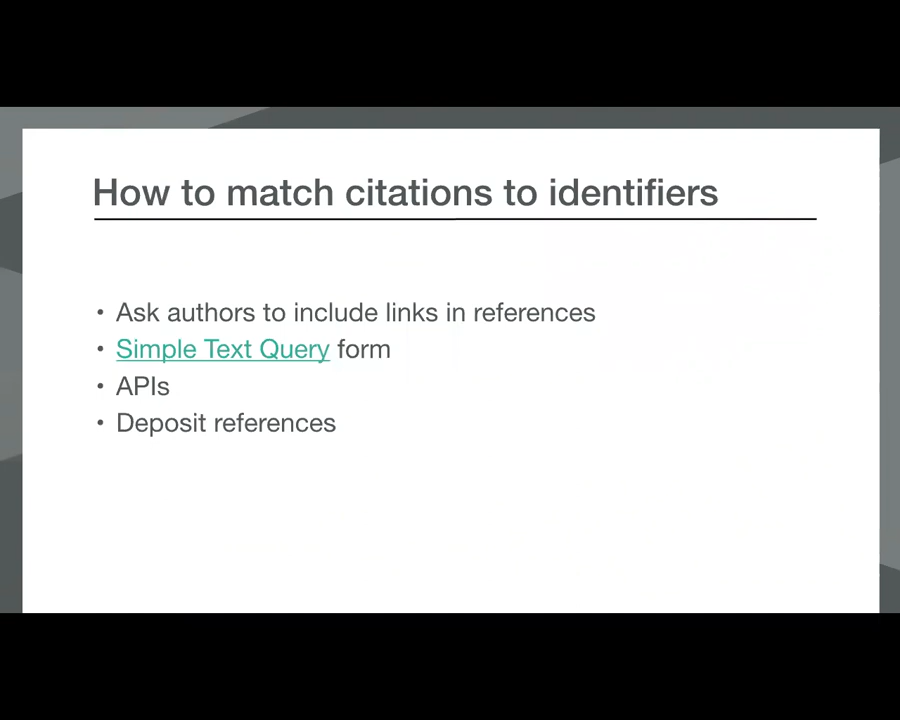 How to match citations to identifiers
• Ask authors to include links in references
• Simple Text Query form
• APIs
• Deposit references